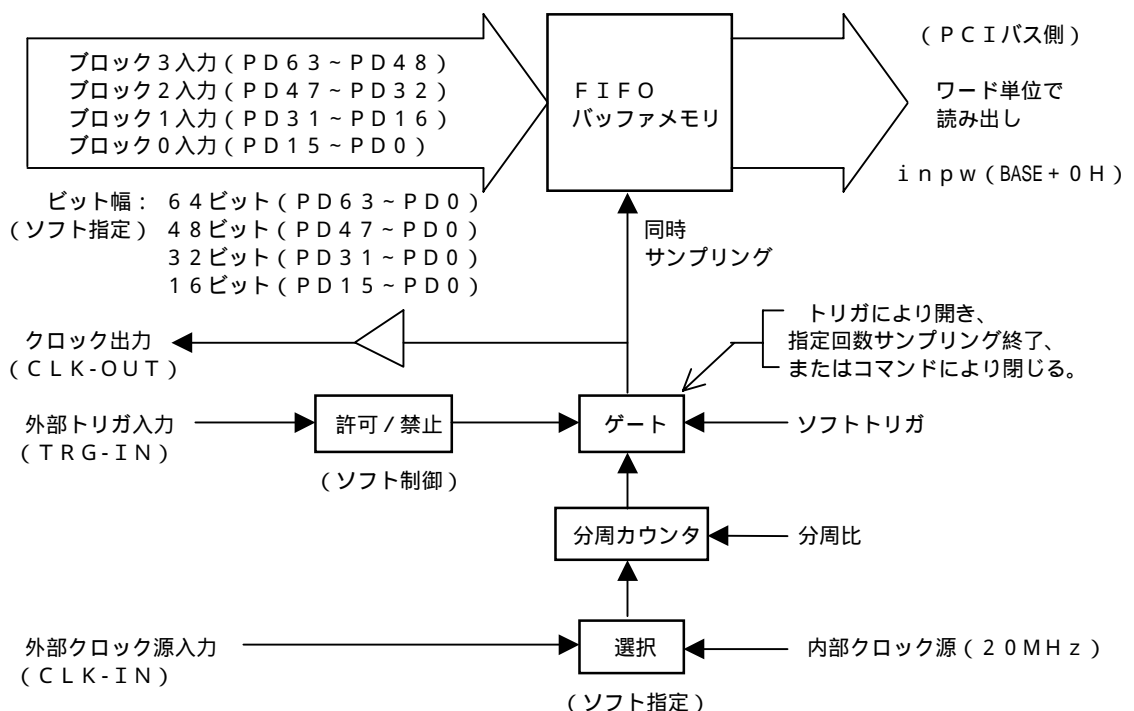 ブロック3入力(PD63~PD48)
ブロック2入力(PD47~PD32)
ブロック1入力(PD31~PD16)
ブロック0入力(PD15~PD0)
FIFO
バッファメモリ
(PCIバス側)
ワード単位で
読み出し
inpw(BASE+0H)
ビット幅: 64ビット(PD63~PD0)
(ソフト指定) 48ビット(PD47~PD0)
32ビット(PD31~PD0)
16ビット(PD15~PD0)
同時
サンプリング
クロック出力
(CLK-OUT)
トリガにより開き、
指定回数サンプリング終了、
またはコマンドにより閉じる。
外部トリガ入力
(TRG-IN)
許可/禁止
(ソフト制御)
ゲート
ソフトトリガ
分周カウンタ
分周比
外部クロック源入力
(CLK-IN)
選択
(ソフト指定)
内部クロック源(20MHz)